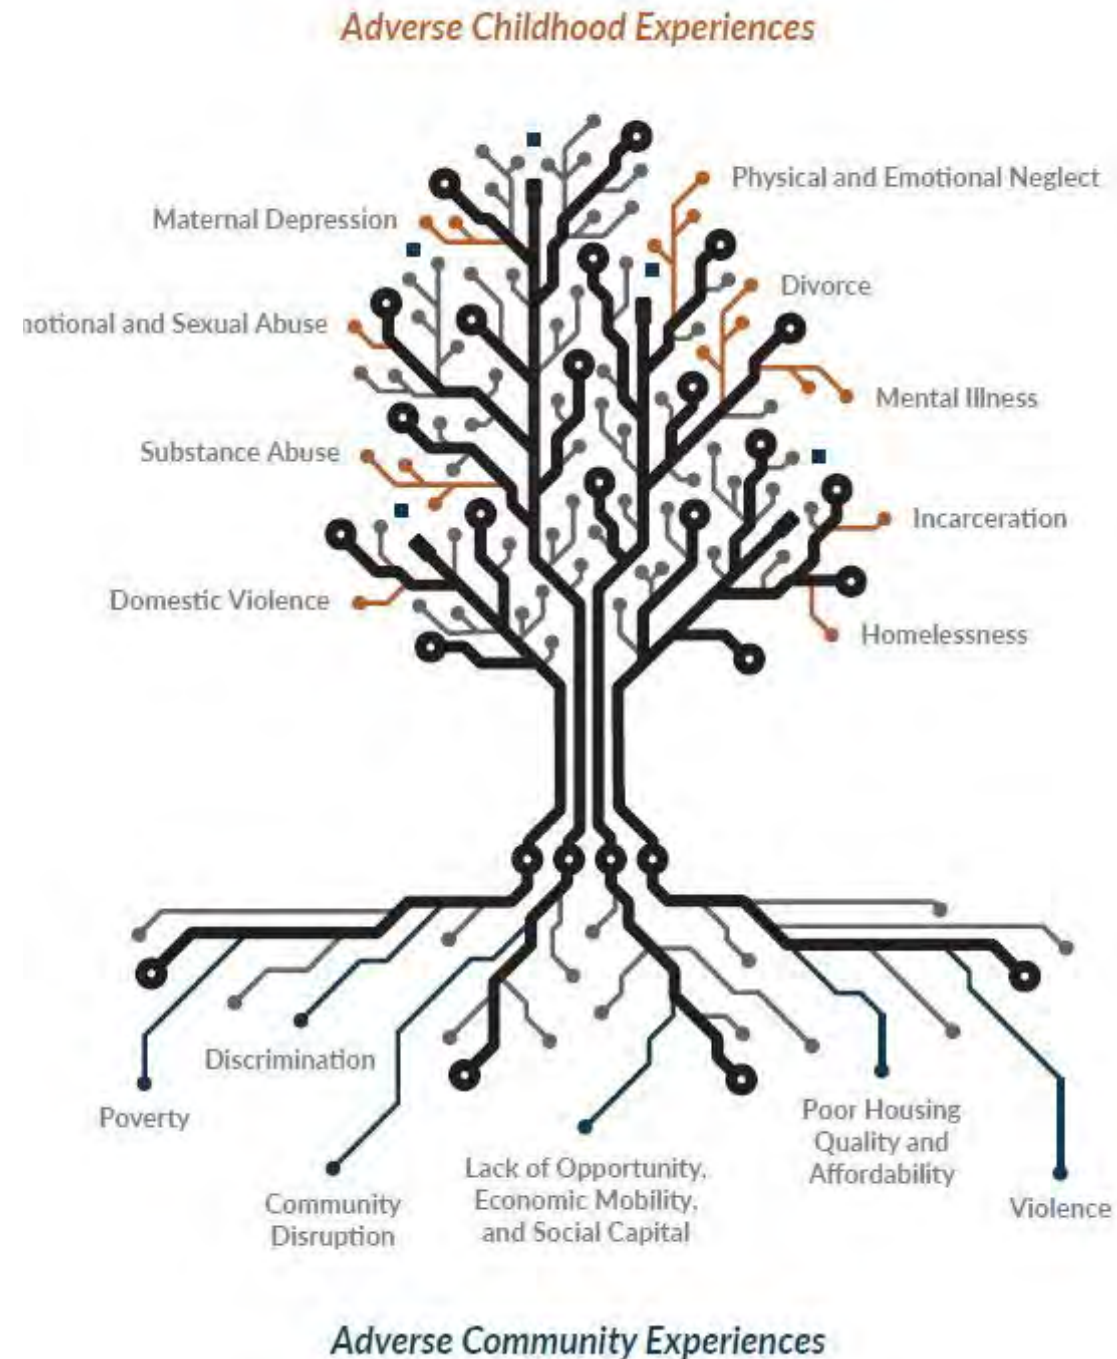 Adverse Childhood Experiences
Physical and Emotional Neglect
Maternal Depression
Divorce
and Sexual Abuse
Mental Illness
Substance Abuse
Incarceration
Domestic Violence
Homelessness
Discrimination
Poverty
Poor Housing
Quality and
Affordability
Lack of Opportunity,
Economic Mobility,
and Social Capital
Community
Disruption
Violence
Adverse Community Experiences